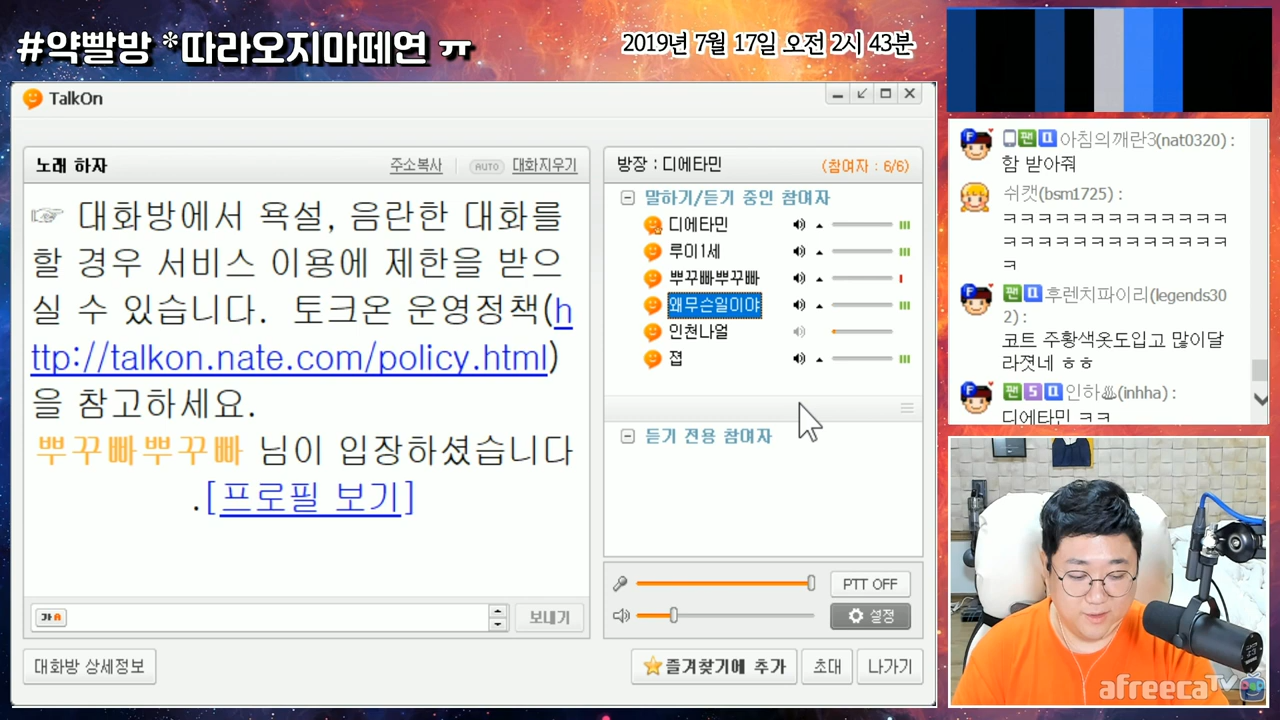 #약빨방 *따라오지마떼연 ㅠ
2019년 7월 17일 오전 2시 43분
TalkOn
노래 하자
주소복사
AUTO
대화지우기
☞ 대화방에서 욕설, 음란한 대화를
할 경우 서비스 이용에 제한을 받으
실 수 있습니다. 토크온 운영정책(h
ttp://talkon.nate.com/policy.html)
을 참고하세요.
뿌꾸빠뿌꾸빠 님이 입장하셨습니다
.[프로필 보기]
가
보내기
대화방 상세정보
방장 : 디에타민
(참여자 : 6/6)
말하기/듣기 중인 참여자
디에타민
루이1세
뿌꾸빠뿌꾸빠
왜무슨일이야
인천나얼
졉
듣기 전용 참여자
PTT OFF
설정
즐겨찾기에 추가
초대
나가기
팬 아침의깨란3(nat0320) :
함 받아줘
쉬캣(bsm1725) :
ㅋㅋㅋㅋㅋㅋㅋㅋㅋㅋㅋㅋㅋ
ㅋㅋㅋㅋㅋㅋㅋㅋㅋㅋㅋㅋㅋ
ㅋ
팬 후렌치파이리(legends30
2) :
코트 주황색옷도입고 많이달
라졋네 ㅎㅎ
팬 S 인하♨(inhha) :
디에타민 ㅋㅋ
afreecaTV